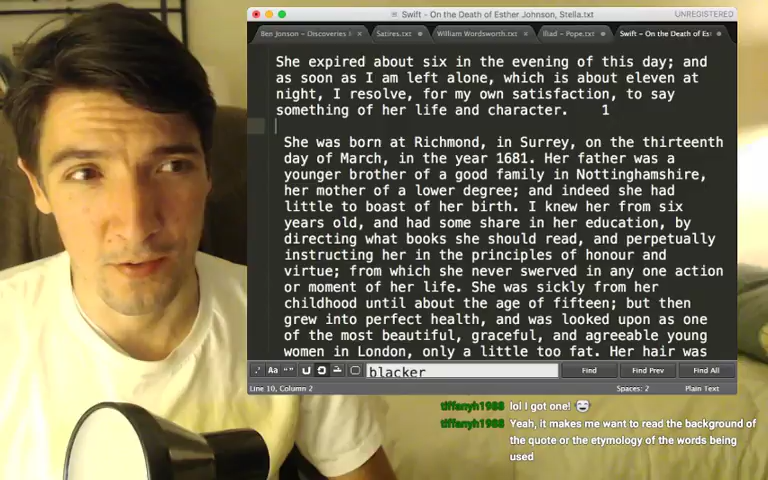 Swift - On the Death of Esther Johnson, Stella.txt
UNREGISTERED
Ben Jonson - Discoveries
Satires.txt
William Wordsworth.txt
Iliad - Pope.txt
Swift - On the Death of Es
She expired about six in the evening of this day; and
as soon as I am left alone, which is about eleven at
night, I resolve, for my own satisfaction, to say
something of her life and character. 1
She was born at Richmond, in Surrey, on the thirteenth
day of March, in the year 1681. Her father was a
younger brother of a good family in Nottinghamshire,
her mother of a lower degree; and indeed she had
little to boast of her birth. I knew her from six
years old, and had some share in her education, by
directing what books she should read, and perpetually
instructing her in the principles of honour and
virtue; from which she never swerved in any one action
or moment of her life. She was sickly from her
childhood until about the age of fifteen; but then
grew into perfect health, and was looked upon as one
of the most beautiful, graceful, and agreeable young
women in London, only a little too fat. Her hair was
.* Aa “” blacker Find Find Prev Find All
Line 10, Column 2 Spaces: 2 Plain Text
tiffanyh1988 lol I got one! 😄
tiffanyh1988 Yeah, it makes me want to read the background of
the quote or the etymology of the words being
used